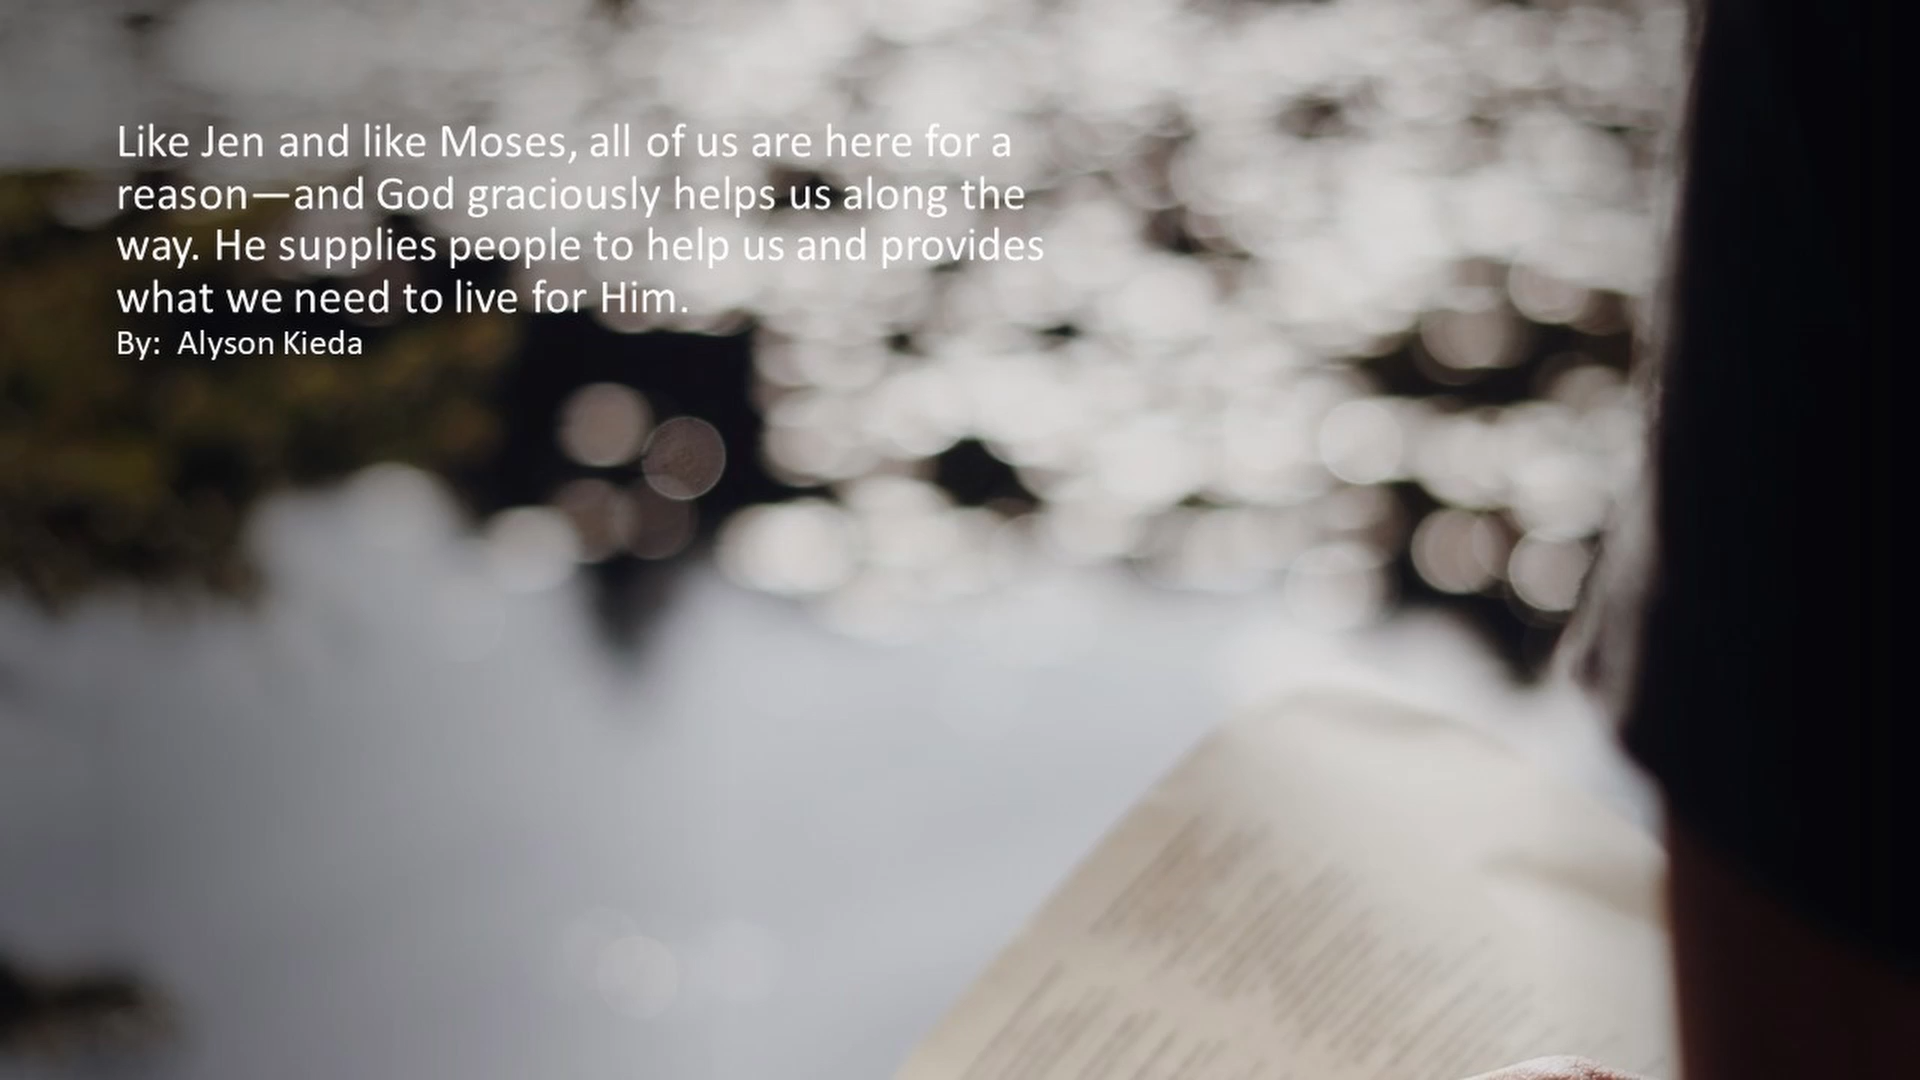 Like Jen and like Moses, all of us are here for a
reason—and God graciously helps us along the
way. He supplies people to help us and provides
what we need to live for Him.
By:  Alyson Kieda